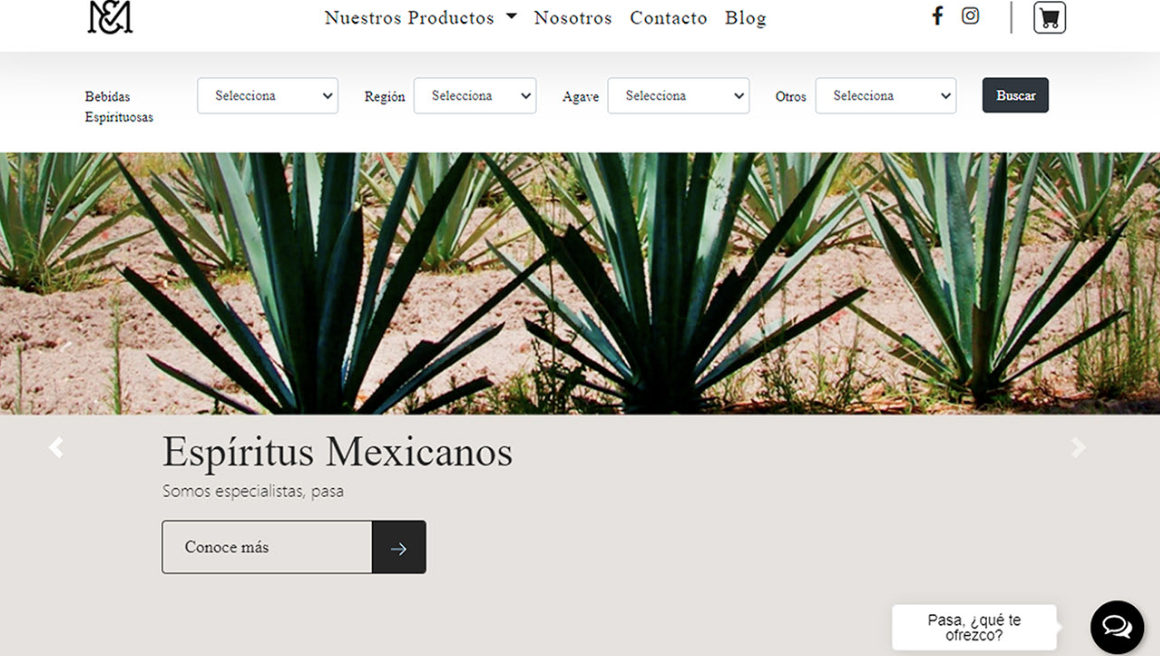 Nuestros Productos Nosotros Contacto Blog
Bebidas
Espirituosas
Selecciona
Región
Selecciona
Agave
Selecciona
Otros
Selecciona
Buscar
Espíritus Mexicanos
Somos especialistas, pasa
Conoce más
Pasa, ¿qué te
ofrezco?